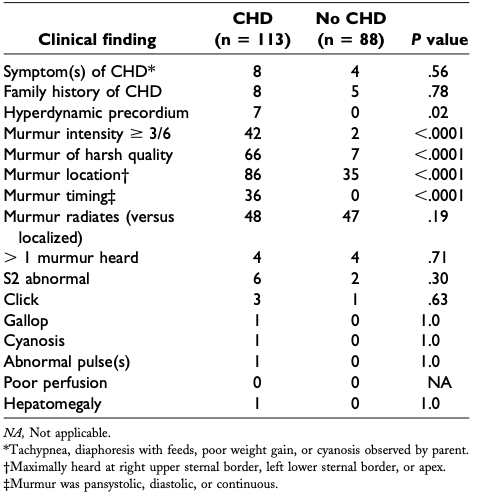 CHD No CHD
Clinical finding (n = 113) (n = 88) P value
Symptom(s) of CHD* 8 4 .56
Family history of CHD 8 5 .78
Hyperdynamic precordium 7 0 .02
Murmur intensity ≥ 3/6 42 2 <.0001
Murmur of harsh quality 66 7 <.0001
Murmur location† 86 35 <.0001
Murmur timing‡ 36 0 <.0001
Murmur radiates (versus 48 47 .19
localized)
> 1 murmur heard 4 4 .71
S2 abnormal 6 2 .30
Click 3 1 .63
Gallop 1 0 1.0
Cyanosis 1 0 1.0
Abnormal pulse(s) 1 0 1.0
Poor perfusion 0 0 NA
Hepatomegaly 1 0 1.0
NA, Not applicable.
*Tachypnea, diaphoresis with feeds, poor weight gain, or cyanosis observed by parent.
†Maximally heard at right upper sternal border, left lower sternal border, or apex.
‡Murmur was pansystolic, diastolic, or continuous.